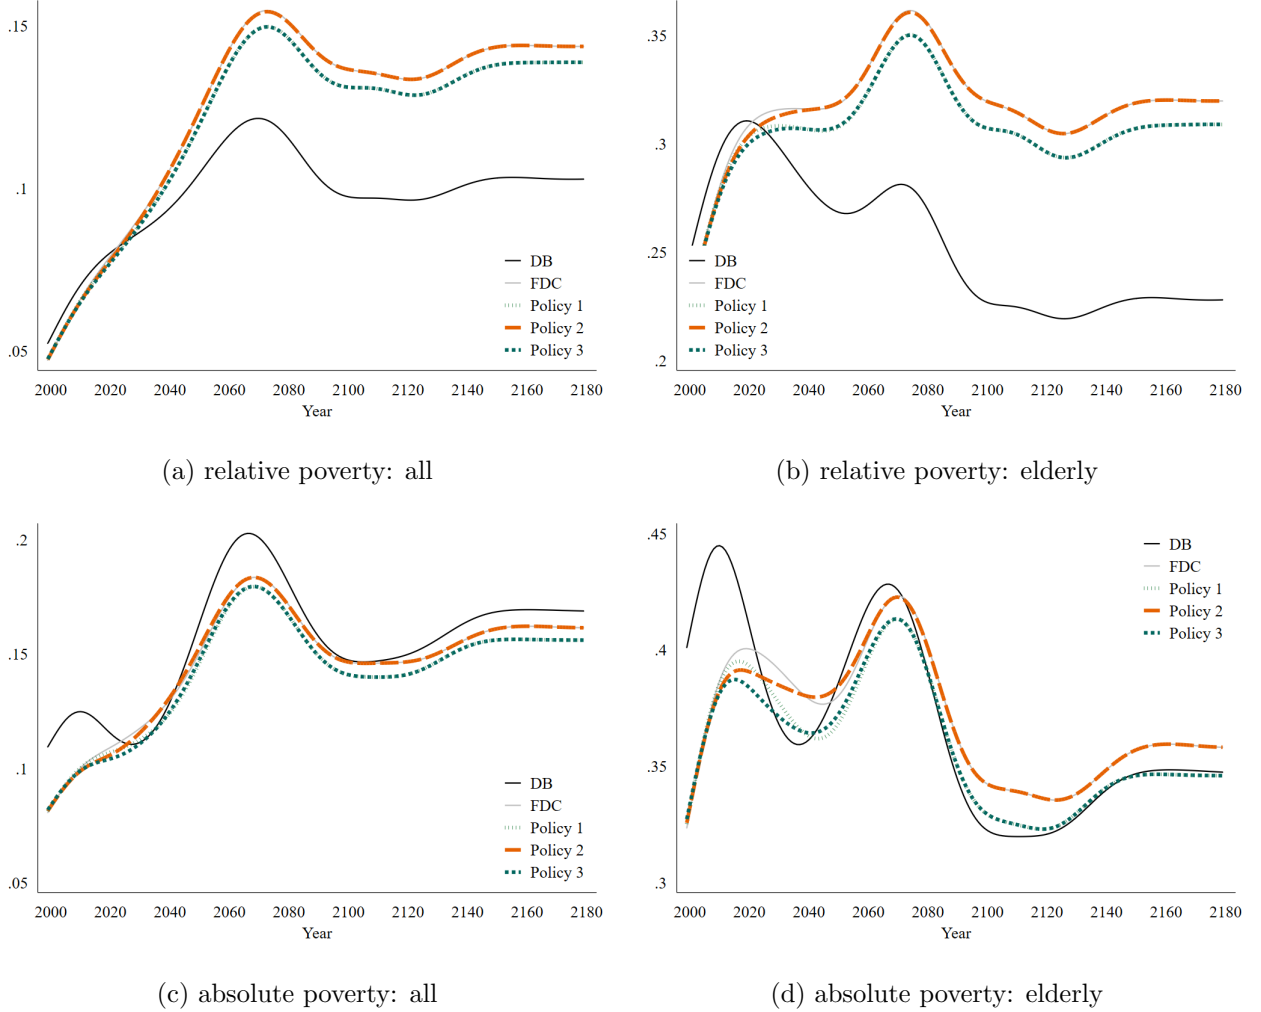 .15
.1
.05
DB
FDC
Policy 1
Policy 2
Policy 3
2000 2020 2040 2060 2080 2100 2120 2140 2160 2180
Year
(a) relative poverty: all
.35
.3
.25
.2
DB
FDC
Policy 1
Policy 2
Policy 3
2000 2020 2040 2060 2080 2100 2120 2140 2160 2180
Year
(b) relative poverty: elderly
.2
.15
.1
.05
DB
FDC
Policy 1
Policy 2
Policy 3
2000 2020 2040 2060 2080 2100 2120 2140 2160 2180
Year
(c) absolute poverty: all
.45
.4
.35
.3
DB
FDC
Policy 1
Policy 2
Policy 3
2000 2020 2040 2060 2080 2100 2120 2140 2160 2180
Year
(d) absolute poverty: elderly